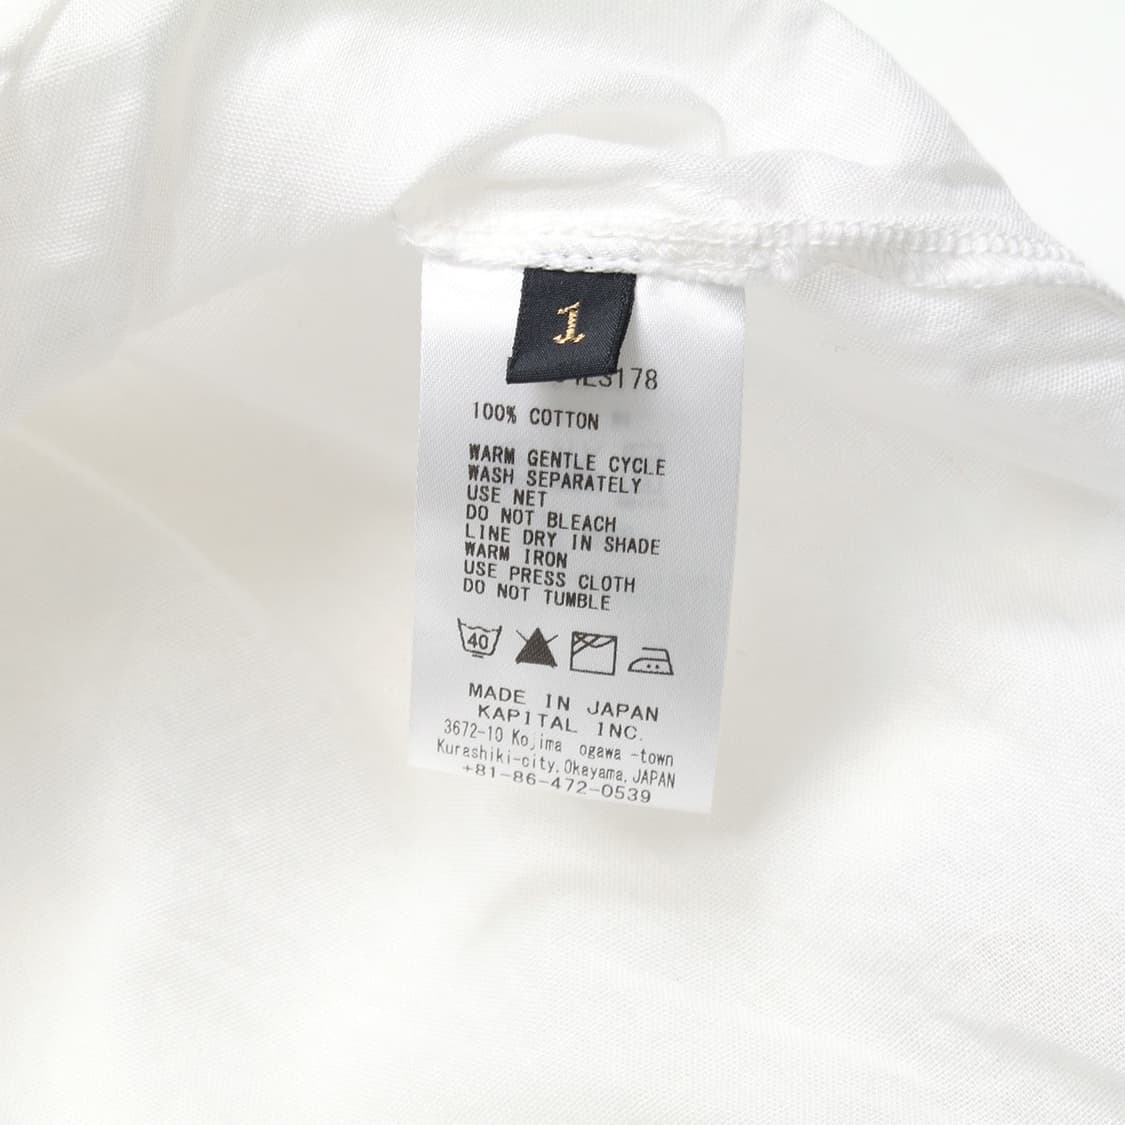 1
100% COTTON
WARM GENTLE CYCLE
WASH SEPARATELY
USE NET
DO NOT BLEACH
LINE DRY IN SHADE
WARM IRON
USE PRESS CLOTH
DO NOT TUMBLE
40
MADE IN JAPAN
KAPITAL INC.
3672-10 Kojima ogawa -town
Kurashiki-city, Okayama, JAPAN
+81-86-472-0539